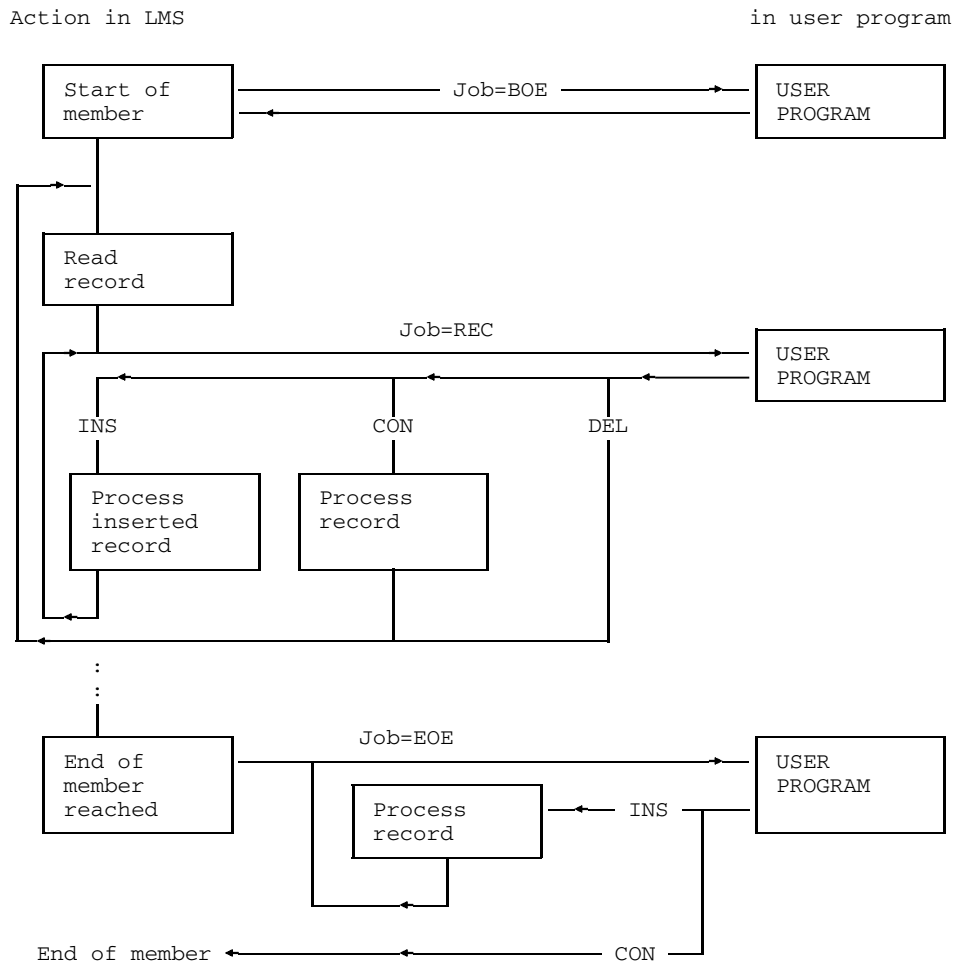 Action in LMS
in user program
Start of
member
Job=BOE
USER
PROGRAM
Read
record
Job=REC
USER
PROGRAM
INS
CON
DEL
Process
inserted
record
Process
record
:
:
Job=EOE
End of
member
reached
USER
PROGRAM
Process
record
INS
End of member
CON